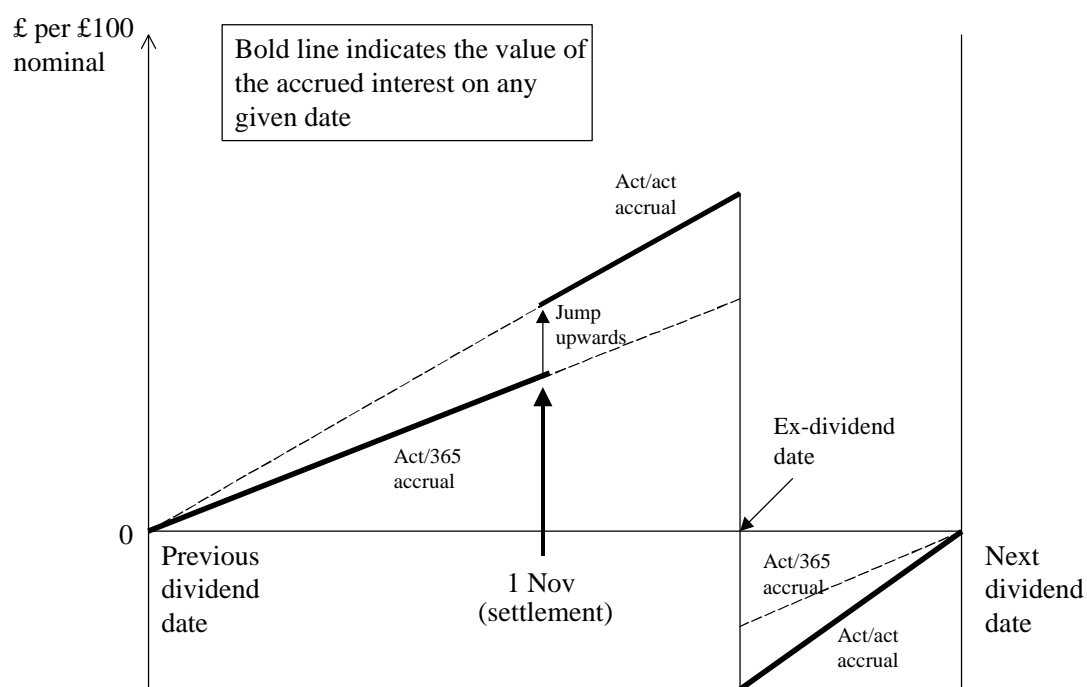 £ per £100
nominal
Bold line indicates the value of
the accrued interest on any
given date
Act/act
accrual
Jump
upwards
Act/365
accrual
Ex-dividend
date
0
Previous
dividend
date
1 Nov
(settlement)
Act/365
accrual
Act/act
accrual
Next
dividend
date